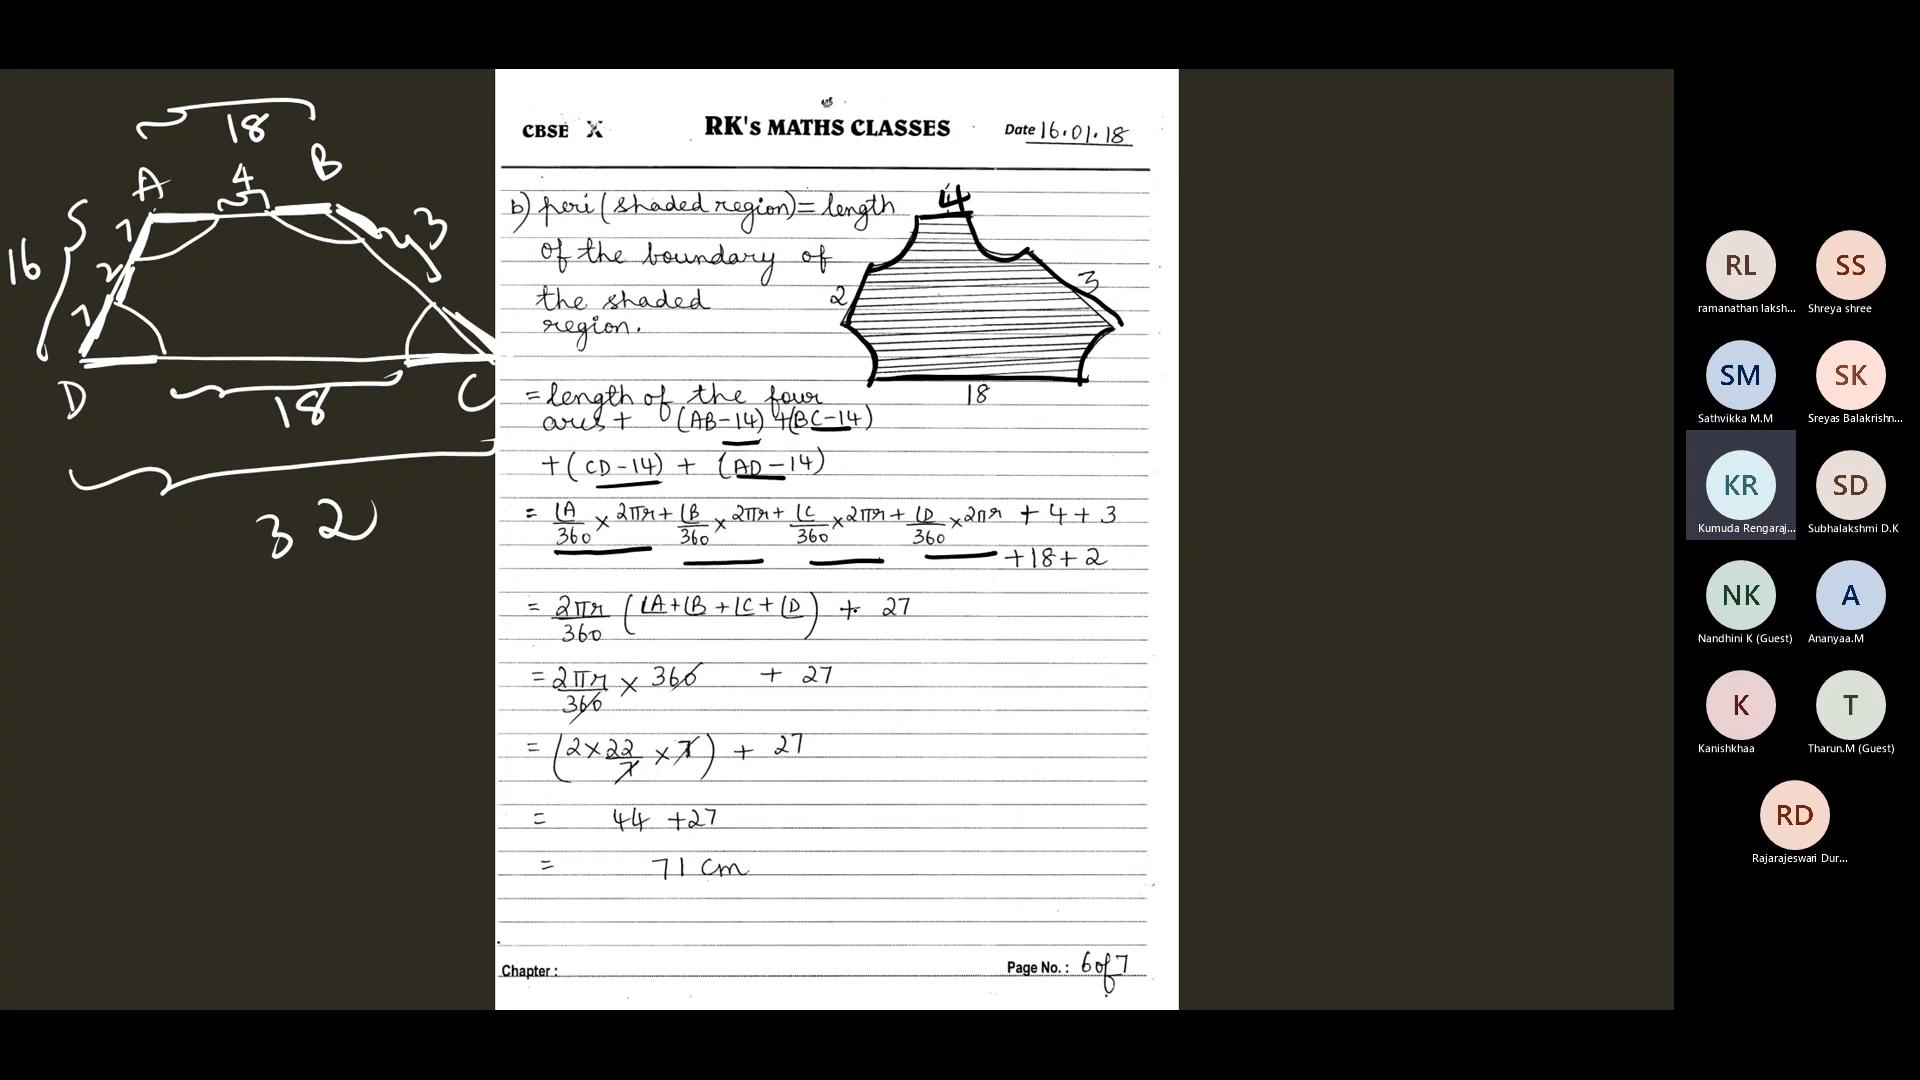 18
A
4
B
7
3
16
2
7
D
18
C
32
CBSE X
RK's MATHS CLASSES
Date 16.01.18
b) peri (shaded region) = length
of the boundary of
the shaded
region.
4
2
3
18
= length of the four
arcs + (AB-14) + (BC-14)
+ (CD-14) + (AD-14)
= ∠A/360 × 2πr + ∠B/360 × 2πr + ∠C/360 × 2πr + ∠D/360 × 2πr + 4 + 3
+ 18 + 2
= 2πr/360 (∠A+∠B+∠C+∠D) + 27
= 2πr/360 × 360 + 27
= (2 × 22/7 × 7) + 27
= 44 + 27
= 71 cm
Chapter :
Page No. : 6 of 7
RL
ramanathan laksh...
SS
Shreya shree
SM
Sathvikka M.M
SK
Sreyas Balakrishn...
KR
Kumuda Rengaraj...
SD
Subhalakshmi D.K
NK
Nandhini K (Guest)
A
Ananyaa.M
K
Kanishkhaa
T
Tharun.M (Guest)
RD
Rajarajeswari Dur...